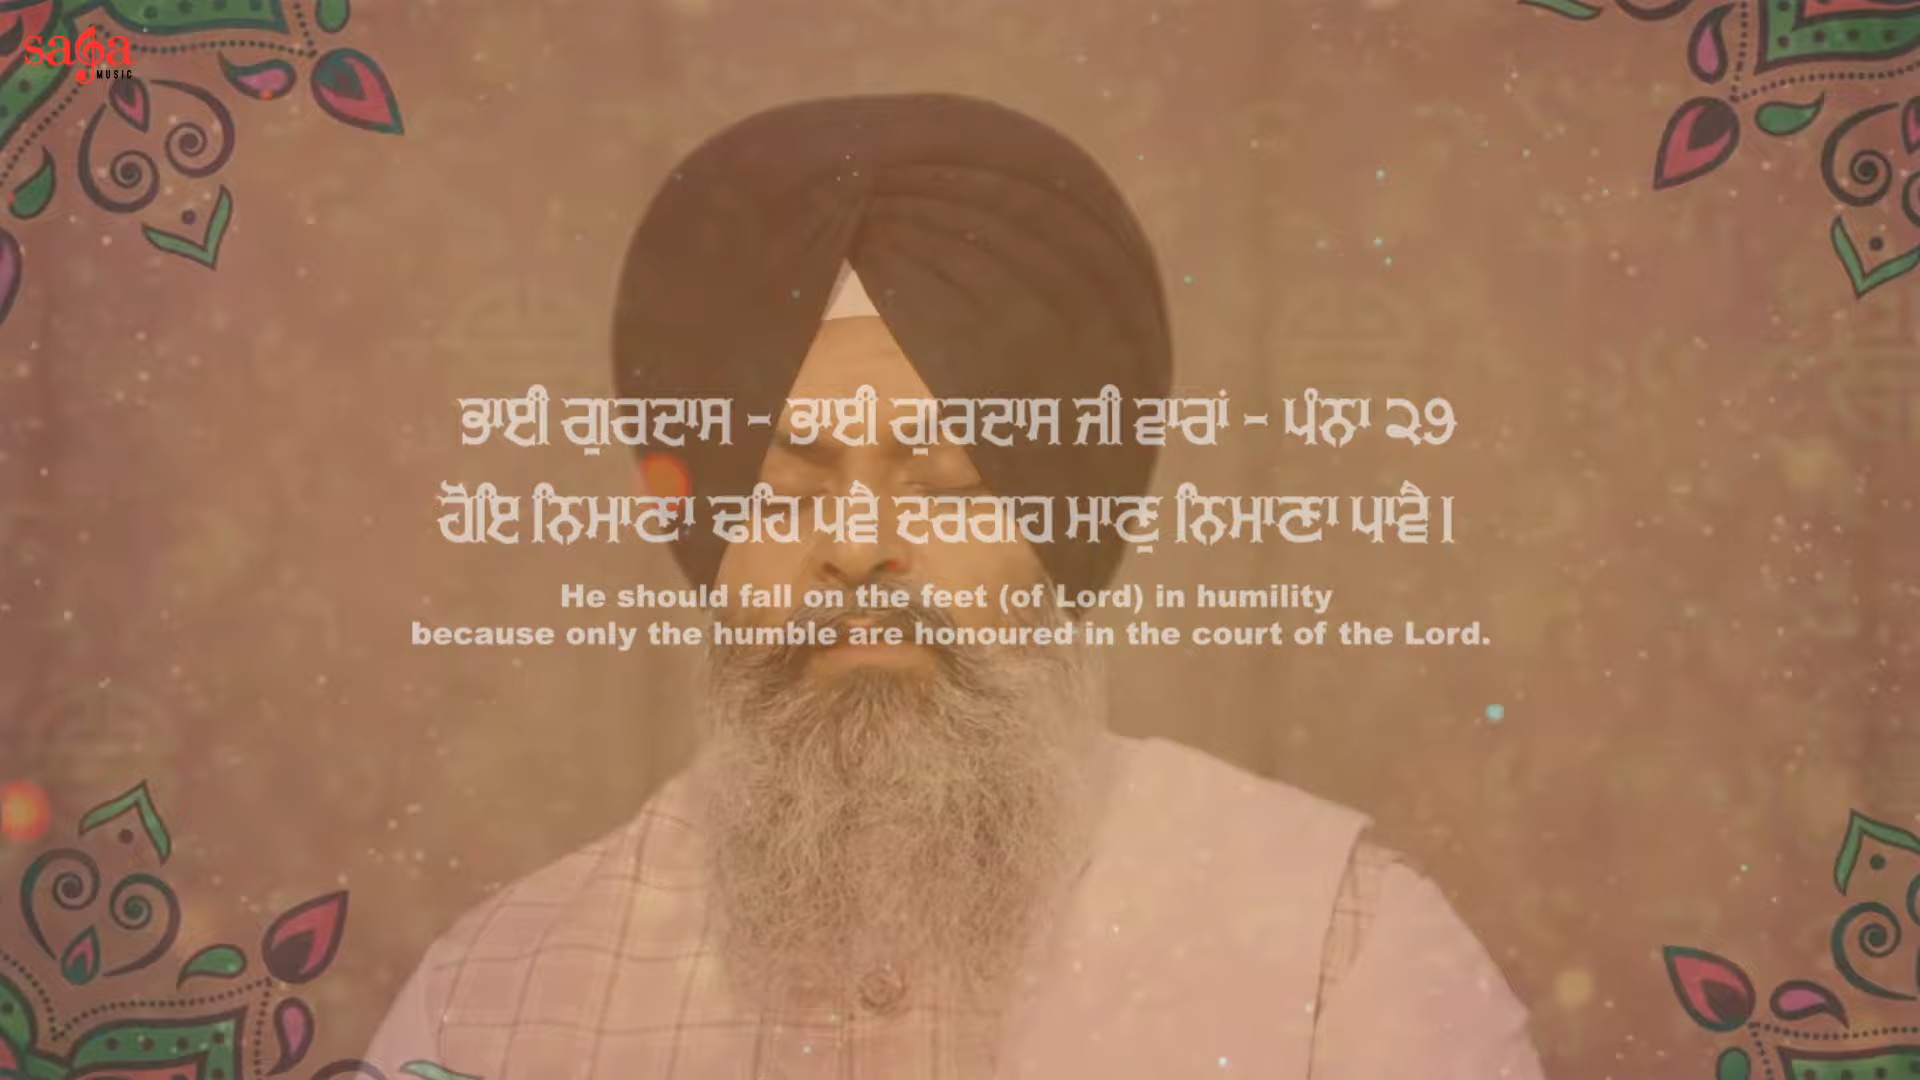 saga
MUSIC
ਭਾਈ ਗੁਰਦਾਸ - ਭਾਈ ਗੁਰਦਾਸ ਜੀ ਵਾਰਾਂ - ਪੰਨਾ ੨੭
ਹੋਇ ਨਿਮਾਣਾ ਢਹਿ ਪਵੈ ਦਰਗਹ ਮਾਣੁ ਨਿਮਾਣਾ ਪਾਵੈ।
He should fall on the feet (of Lord) in humility
because only the humble are honoured in the court of the Lord.